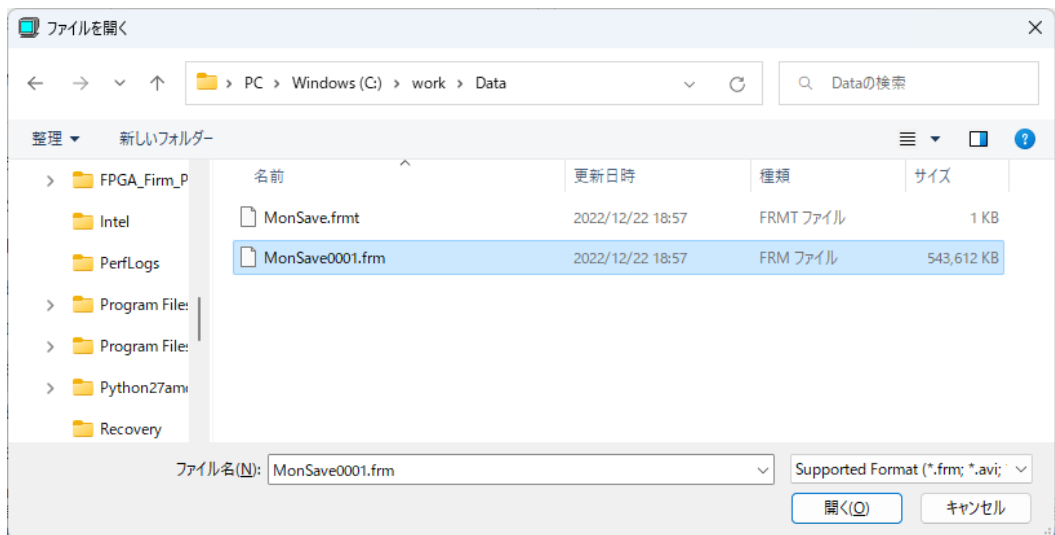 ファイルを開く
PC > Windows (C:) > work > Data
Dataの検索
整理 新しいフォルダー
名前 更新日時 種類 サイズ
FPGA_Firm_P
Intel
PerfLogs
Program File
Program File
Python27am
Recovery
MonSave.frmt 2022/12/22 18:57 FRMT ファイル 1 KB
MonSave0001.frm 2022/12/22 18:57 FRM ファイル 543,612 KB
ファイル名(N): MonSave0001.frm
Supported Format (*.frm; *.avi;
開く(O) キャンセル